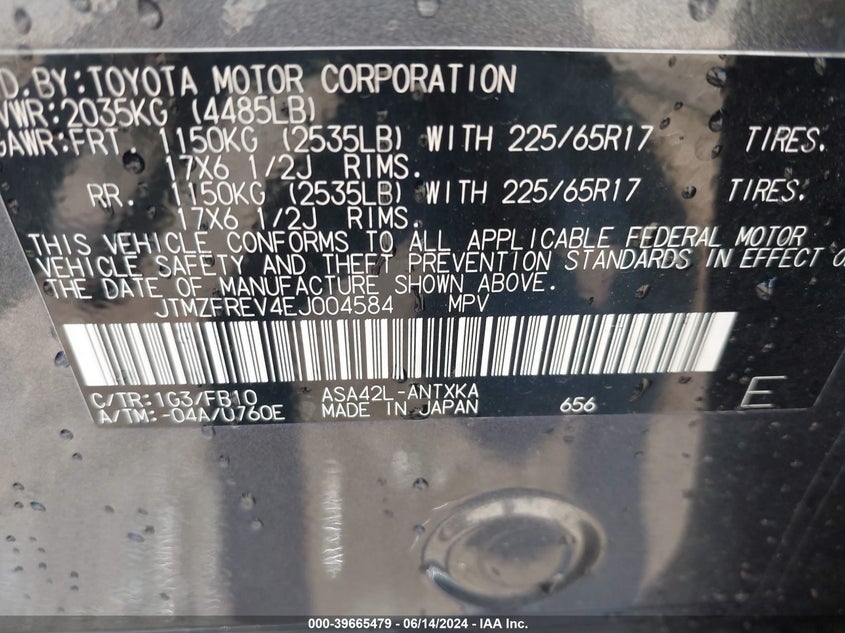 D.BY:TOYOTA MOTOR CORPORATION
VWR:2035KG (4485LB)
GAWR:FRT. 1150KG (2535LB) WITH 225/65R17 TIRES.
17X6 1/2J RIMS.
RR. 1150KG (2535LB) WITH 225/65R17 TIRES.
17X6 1/2J RIMS.
THIS VEHICLE CONFORMS TO ALL APPLICABLE FEDERAL MOTOR
VEHICLE SAFETY AND THEFT PREVENTION STANDARDS IN EFFECT O
THE DATE OF MANUFACTURE SHOWN ABOVE.
JTMZFREV4EJ004584 MPV
C/TR:1G3/FB10 ASA42L-ANTXKA
A/TM:-04A/U760E MADE IN JAPAN 656 E
000-39665479 - 06/14/2024 - IAA Inc.